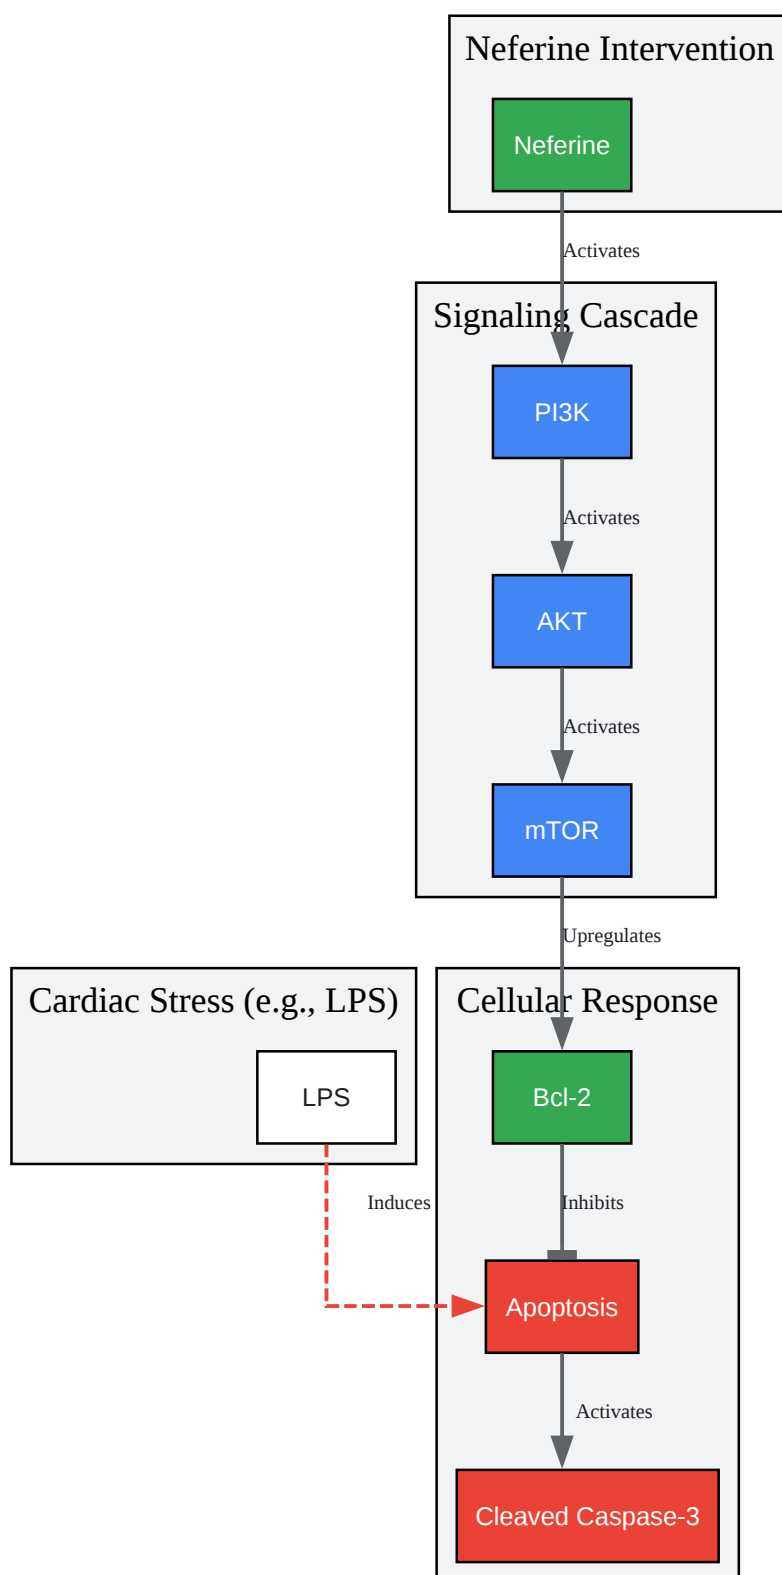 Neferine Intervention
Neferine
Activates
Signaling Cascade
PI3K
Activates
AKT
Activates
mTOR
Upregulates
Cardiac Stress (e.g., LPS)
LPS
Induces
Cellular Response
Bcl-2
Inhibits
Apoptosis
Activates
Cleaved Caspase-3